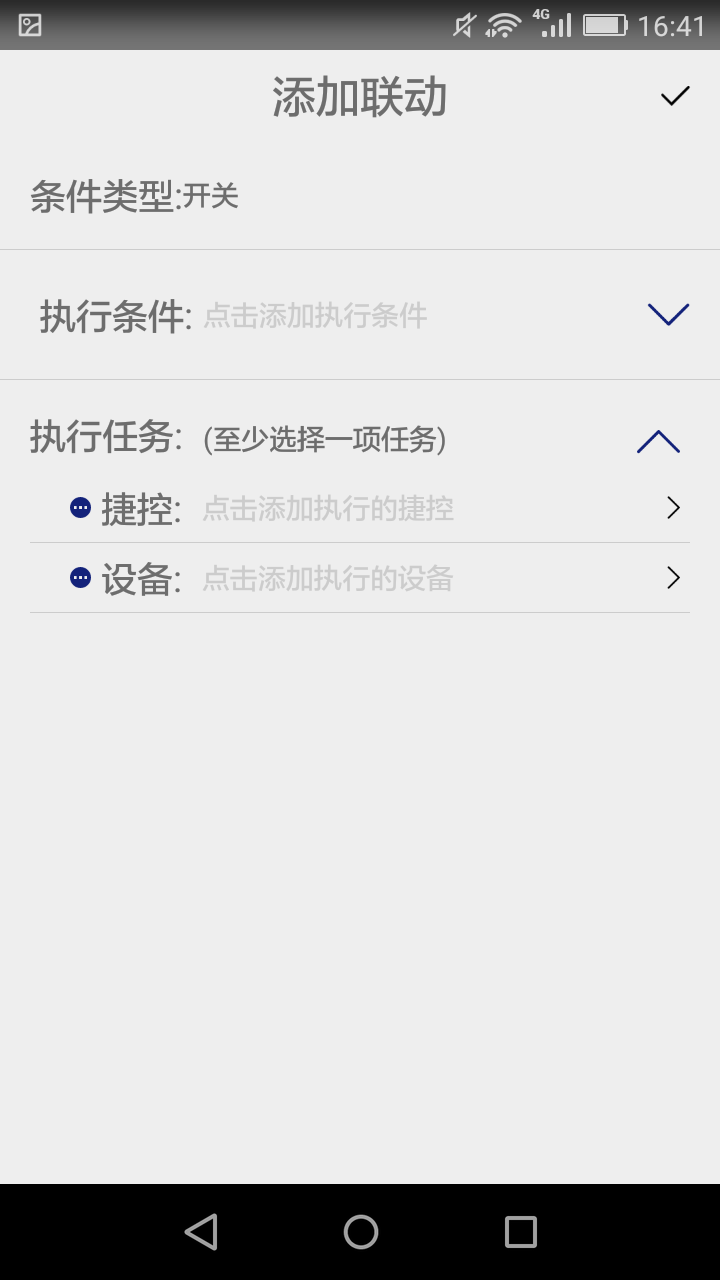 4G 16:41
添加联动
条件类型:开关
执行条件: 点击添加执行条件
执行任务: (至少选择一项任务)
捷控: 点击添加执行的捷控
设备: 点击添加执行的设备